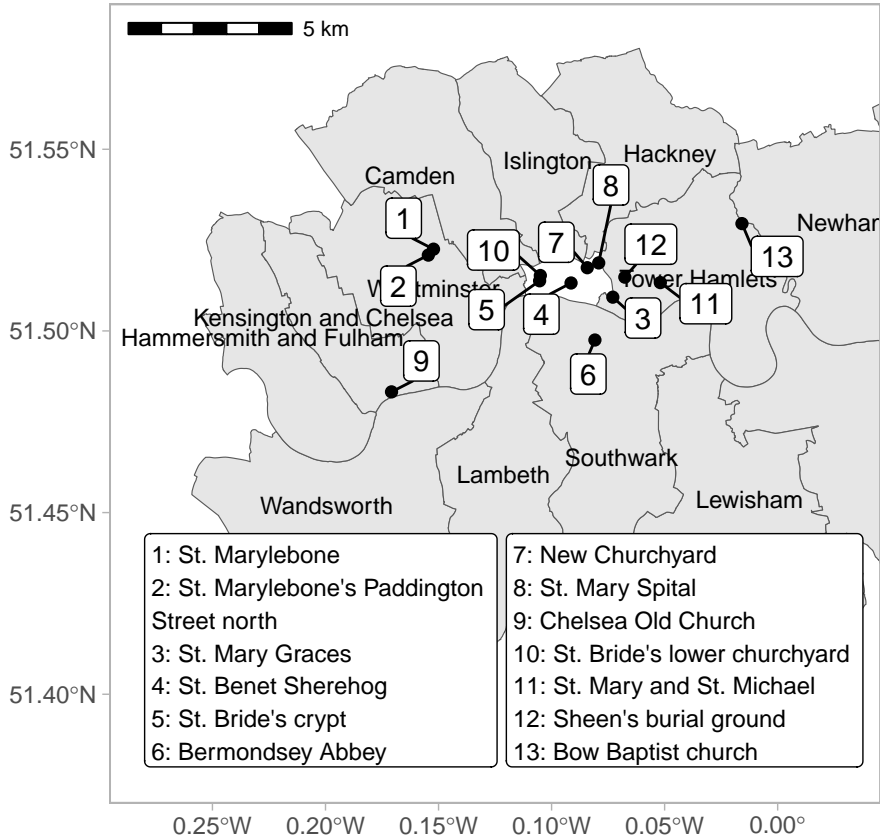 5 km
51.55°N
51.50°N
51.45°N
51.40°N
Hackney
Islington
Camden
8
1
7
12
Newham
10
13
2
Westminster
Tower Hamlets
5
4
3
11
Kensington and Chelsea
Hammersmith and Fulham
9
6
Southwark
Lambeth
Lewisham
Wandsworth
1: St. Marylebone
2: St. Marylebone's Paddington
Street north
3: St. Mary Graces
4: St. Benet Sherehog
5: St. Bride's crypt
6: Bermondsey Abbey
7: New Churchyard
8: St. Mary Spital
9: Chelsea Old Church
10: St. Bride's lower churchyard
11: St. Mary and St. Michael
12: Sheen's burial ground
13: Bow Baptist church
0.25°W
0.20°W
0.15°W
0.10°W
0.05°W
0.00°